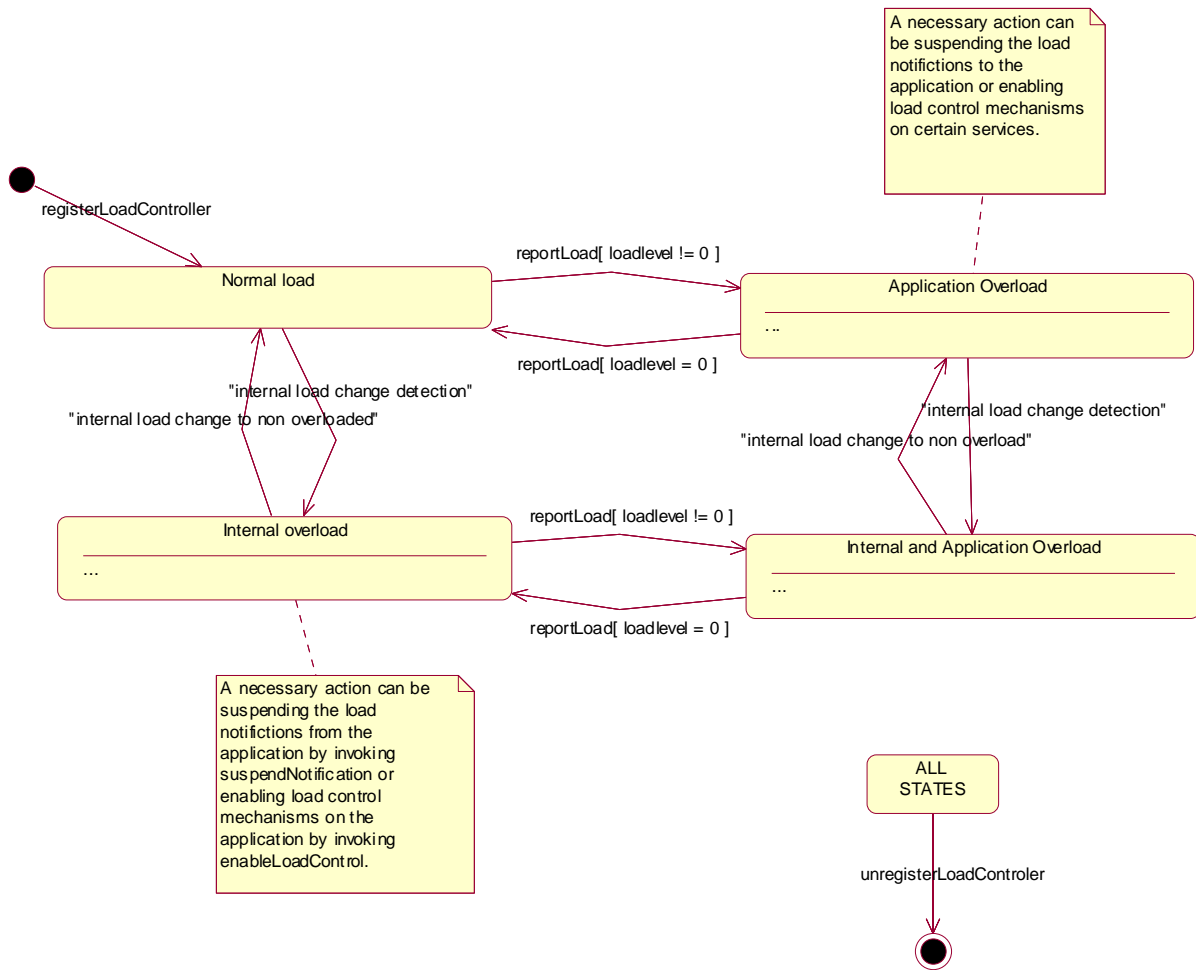 A necessary action can
be suspending the load
notifictions to the
application or enabling
load control mechanisms
on certain services.
registerLoadController
reportLoad[ loadlevel != 0 ]
Normal load
Application Overload
...
reportLoad[ loadlevel = 0 ]
"internal load change detection"
"internal load change to non overloaded"
"internal load change detection"
"internal load change to non overload"
reportLoad[ loadlevel != 0 ]
Internal overload
...
Internal and Application Overload
...
reportLoad[ loadlevel = 0 ]
A necessary action can be
suspending the load
notifictions from the
application by invoking
suspendNotification or
enabling load control
mechanisms on the
application by invoking
enableLoadControl.
ALL
STATES
unregisterLoadControler